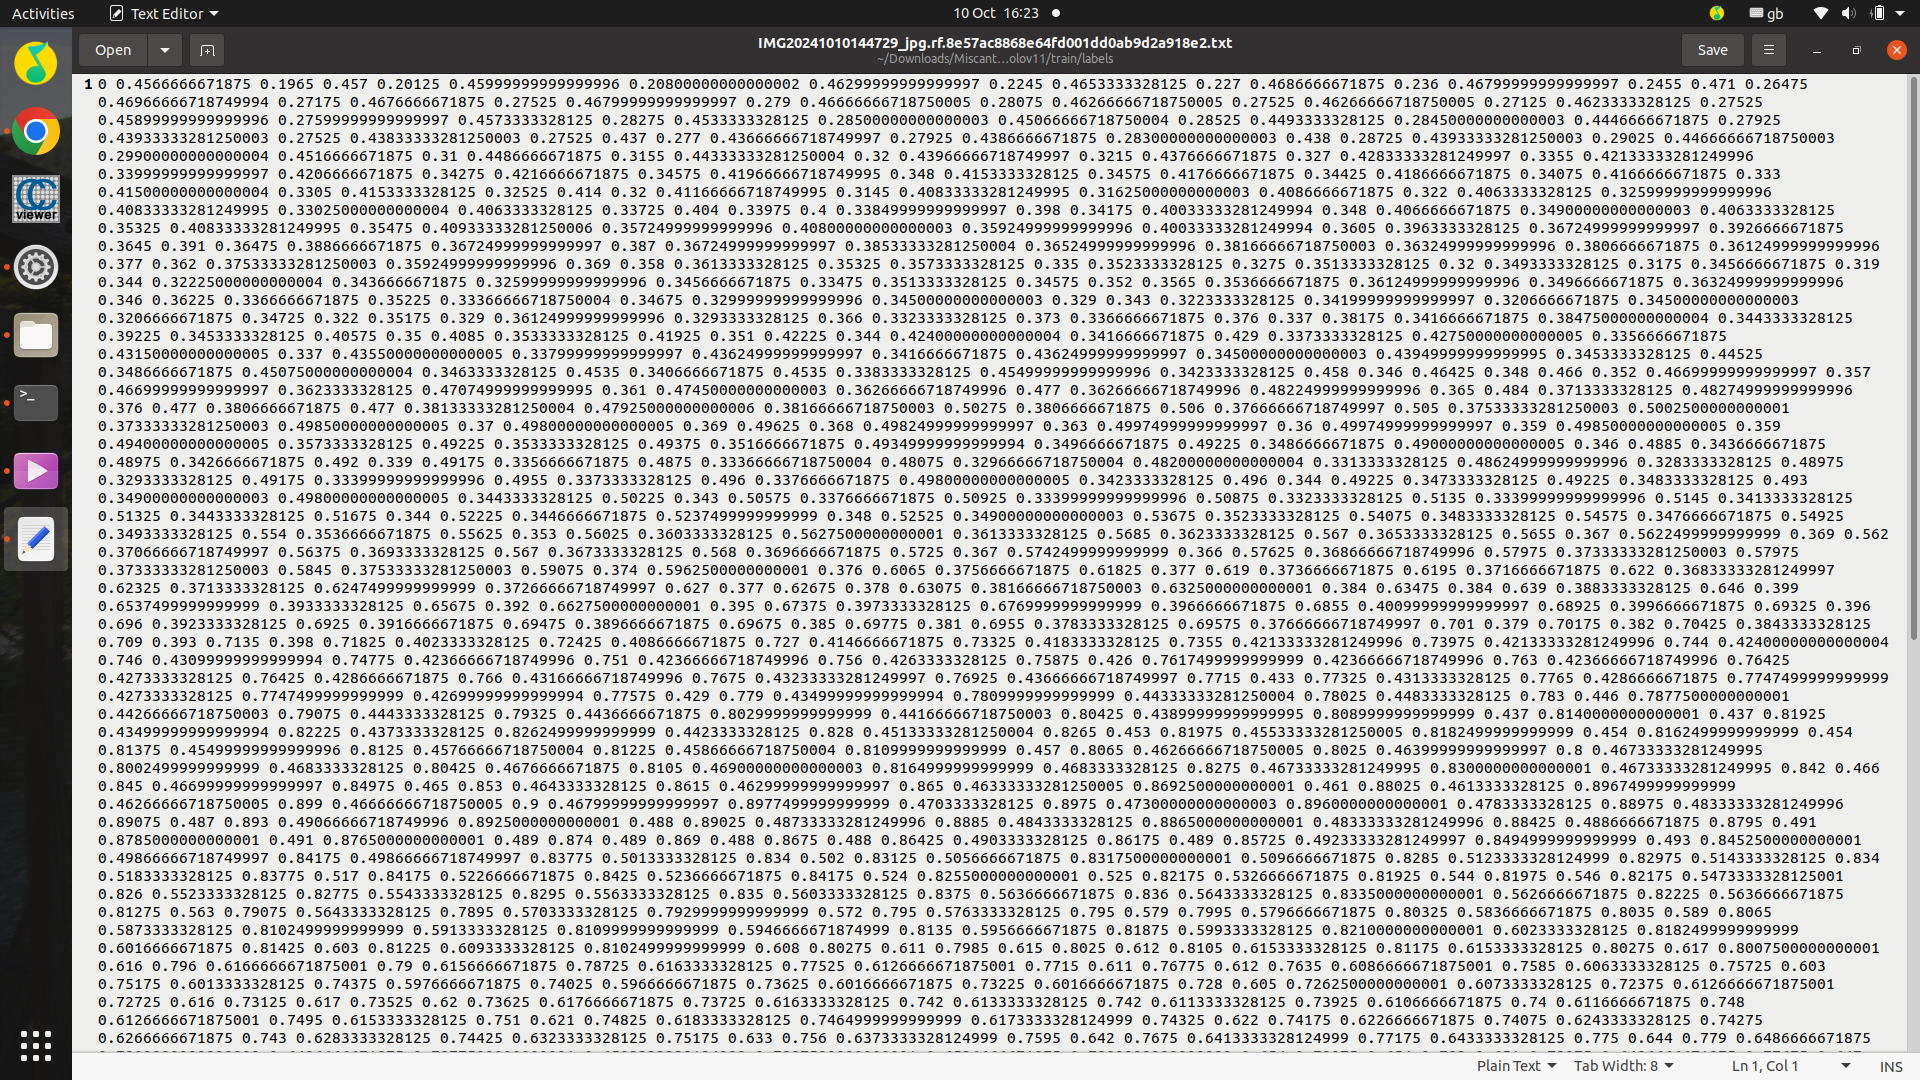 Activities
Text Editor
10 Oct 16:23
gb
Open
IMG20241010144729_jpg.rf.8e57ac8868e64fd001dd0ab9d2a918e2.txt
~/Downloads/Miscant…olov11/train/labels
Save
1 0 0.4566666671875 0.1965 0.457 0.20125 0.45999999999999996 0.20800000000000002 0.46299999999999997 0.2245 0.4653333328125 0.227 0.4686666671875 0.236 0.46799999999999997 0.2455 0.471 0.26475
0.46966666718749994 0.27175 0.4676666671875 0.27525 0.46799999999999997 0.279 0.46666666718750005 0.28075 0.46266666718750005 0.27525 0.46266666718750005 0.27125 0.4623333328125 0.27525
0.45899999999999996 0.27599999999999997 0.4573333328125 0.28275 0.4533333328125 0.28500000000000003 0.45066666718750004 0.28525 0.4493333328125 0.28450000000000003 0.4446666671875 0.27925
0.43933333281250003 0.27525 0.43833333281250003 0.27525 0.437 0.277 0.43666666718749997 0.27925 0.4386666671875 0.28300000000000003 0.438 0.28725 0.43933333281250003 0.29025 0.44666666718750003
0.29900000000000004 0.4516666671875 0.31 0.4486666671875 0.3155 0.44333333281250004 0.32 0.43966666718749997 0.3215 0.4376666671875 0.327 0.42833333281249997 0.3355 0.42133333281249996
0.33999999999999997 0.4206666671875 0.34275 0.4216666671875 0.34575 0.41966666718749995 0.348 0.4153333328125 0.34575 0.4176666671875 0.34425 0.4186666671875 0.34075 0.4166666671875 0.333
0.41500000000000004 0.3305 0.4153333328125 0.32525 0.414 0.32 0.41166666718749995 0.3145 0.40833333281249995 0.31625000000000003 0.4086666671875 0.322 0.4063333328125 0.32599999999999996
0.40833333281249995 0.33025000000000004 0.4063333328125 0.33725 0.404 0.33975 0.4 0.33849999999999997 0.398 0.34175 0.40033333281249994 0.348 0.4066666671875 0.34900000000000003 0.4063333328125
0.35325 0.40833333281249995 0.35475 0.40933333281250006 0.35724999999999996 0.40800000000000003 0.35924999999999996 0.40033333281249994 0.3605 0.3963333328125 0.36724999999999997 0.3926666671875
0.3645 0.391 0.36475 0.3886666671875 0.36724999999999997 0.387 0.36724999999999997 0.38533333281250004 0.36524999999999996 0.38166666718750003 0.36324999999999996 0.3806666671875 0.36124999999999996
0.377 0.362 0.37533333281250003 0.35924999999999996 0.369 0.358 0.3613333328125 0.35325 0.3573333328125 0.335 0.3523333328125 0.3275 0.3513333328125 0.32 0.3493333328125 0.3175 0.3456666671875 0.319
0.344 0.32225000000000004 0.3436666671875 0.32599999999999996 0.3456666671875 0.33475 0.3513333328125 0.34575 0.352 0.3565 0.3536666671875 0.36124999999999996 0.3496666671875 0.36324999999999996
0.346 0.36225 0.3366666671875 0.35225 0.33366666718750004 0.34675 0.32999999999999996 0.34500000000000003 0.329 0.343 0.3223333328125 0.34199999999999997 0.3206666671875 0.34500000000000003
0.3206666671875 0.34725 0.322 0.35175 0.329 0.36124999999999996 0.3293333328125 0.366 0.3323333328125 0.373 0.3366666671875 0.376 0.337 0.38175 0.3416666671875 0.38475000000000004 0.3443333328125
0.39225 0.3453333328125 0.40575 0.35 0.4085 0.3533333328125 0.41925 0.351 0.42225 0.344 0.42400000000000004 0.3416666671875 0.429 0.3373333328125 0.42750000000000005 0.3356666671875
0.43150000000000005 0.337 0.43550000000000005 0.33799999999999997 0.43624999999999997 0.3416666671875 0.43624999999999997 0.34500000000000003 0.43949999999999995 0.3453333328125 0.44525
0.3486666671875 0.45075000000000004 0.3463333328125 0.4535 0.3406666671875 0.4535 0.3383333328125 0.45499999999999996 0.3423333328125 0.458 0.346 0.46425 0.348 0.466 0.352 0.46699999999999997 0.357
0.46699999999999997 0.3623333328125 0.47074999999999995 0.361 0.47450000000000003 0.36266666718749996 0.477 0.36266666718749996 0.48224999999999996 0.365 0.484 0.3713333328125 0.48274999999999996
0.376 0.477 0.3806666671875 0.477 0.38133333281250004 0.47925000000000006 0.38166666718750003 0.50275 0.3806666671875 0.506 0.37666666718749997 0.505 0.37533333281250003 0.5002500000000001
0.37333333281250003 0.49850000000000005 0.37 0.49800000000000005 0.369 0.49625 0.368 0.49824999999999997 0.363 0.49974999999999997 0.36 0.49974999999999997 0.359 0.49850000000000005 0.359
0.49400000000000005 0.3573333328125 0.49225 0.3533333328125 0.49375 0.3516666671875 0.49349999999999994 0.3496666671875 0.49225 0.3486666671875 0.49000000000000005 0.346 0.4885 0.3436666671875
0.48975 0.3426666671875 0.492 0.339 0.49175 0.3356666671875 0.4875 0.33366666718750004 0.48075 0.32966666718750004 0.48200000000000004 0.3313333328125 0.48624999999999996 0.3283333328125 0.48975
0.3293333328125 0.49175 0.33399999999999996 0.4955 0.3373333328125 0.496 0.3376666671875 0.49800000000000005 0.3423333328125 0.496 0.344 0.49225 0.3473333328125 0.49225 0.3483333328125 0.493
0.34900000000000003 0.49800000000000005 0.3443333328125 0.50225 0.343 0.50575 0.3376666671875 0.50925 0.33399999999999996 0.50875 0.3323333328125 0.5135 0.33399999999999996 0.5145 0.3413333328125
0.51325 0.3443333328125 0.51675 0.344 0.52225 0.3446666671875 0.5237499999999999 0.348 0.52525 0.34900000000000003 0.53675 0.3523333328125 0.54075 0.3483333328125 0.54575 0.3476666671875 0.54925
0.3493333328125 0.554 0.3536666671875 0.55625 0.353 0.56025 0.3603333328125 0.5627500000000001 0.3613333328125 0.5685 0.3623333328125 0.567 0.3653333328125 0.5655 0.367 0.5622499999999999 0.369 0.562
0.37066666718749997 0.56375 0.3693333328125 0.567 0.3673333328125 0.568 0.3696666671875 0.5725 0.367 0.5742499999999999 0.366 0.57625 0.36866666718749996 0.57975 0.37333333281250003 0.57975
0.37333333281250003 0.5845 0.37533333281250003 0.59075 0.374 0.5962500000000001 0.376 0.6065 0.3756666671875 0.61825 0.377 0.619 0.3736666671875 0.6195 0.3716666671875 0.622 0.36833333281249997
0.62325 0.3713333328125 0.6247499999999999 0.37266666718749997 0.627 0.377 0.62675 0.378 0.63075 0.38166666718750003 0.6325000000000001 0.384 0.63475 0.384 0.639 0.3883333328125 0.646 0.399
0.6537499999999999 0.3933333328125 0.65675 0.392 0.6627500000000001 0.395 0.67375 0.3973333328125 0.6769999999999999 0.3966666671875 0.6855 0.40099999999999997 0.68925 0.3996666671875 0.69325 0.396
0.696 0.3923333328125 0.6925 0.3916666671875 0.69475 0.3896666671875 0.69675 0.385 0.69775 0.381 0.6955 0.3783333328125 0.69575 0.37666666718749997 0.701 0.379 0.70175 0.382 0.70425 0.3843333328125
0.709 0.393 0.7135 0.398 0.71825 0.4023333328125 0.72425 0.4086666671875 0.727 0.4146666671875 0.73325 0.4183333328125 0.7355 0.42133333281249996 0.73975 0.42133333281249996 0.744 0.42400000000000004
0.746 0.43099999999999994 0.74775 0.42366666718749996 0.751 0.42366666718749996 0.756 0.4263333328125 0.75875 0.426 0.7617499999999999 0.42366666718749996 0.763 0.42366666718749996 0.76425
0.4273333328125 0.76425 0.4286666671875 0.766 0.43166666718749996 0.7675 0.43233333281249997 0.76925 0.43666666718749997 0.7715 0.433 0.77325 0.4313333328125 0.7765 0.4286666671875 0.7747499999999999
0.4273333328125 0.7747499999999999 0.42699999999999994 0.77575 0.429 0.779 0.43499999999999994 0.7809999999999999 0.44333333281250004 0.78025 0.4483333328125 0.783 0.446 0.7877500000000001
0.44266666718750003 0.79075 0.4443333328125 0.79325 0.4436666671875 0.8029999999999999 0.44166666718750003 0.80425 0.43899999999999995 0.8089999999999999 0.437 0.8140000000000001 0.437 0.81925
0.43499999999999994 0.82225 0.4373333328125 0.8262499999999999 0.4423333328125 0.828 0.45133333281250004 0.8265 0.453 0.81975 0.45533333281250005 0.8182499999999999 0.454 0.8162499999999999 0.454
0.81375 0.45499999999999996 0.8125 0.45766666718750004 0.81225 0.45866666718750004 0.8109999999999999 0.457 0.8065 0.46266666718750005 0.8025 0.46399999999999997 0.8 0.46733333281249995
0.8002499999999999 0.4683333328125 0.80425 0.4676666671875 0.8105 0.46900000000000003 0.8164999999999999 0.4683333328125 0.8275 0.46733333281249995 0.8300000000000001 0.46733333281249995 0.842 0.466
0.845 0.46699999999999997 0.84975 0.465 0.853 0.4643333328125 0.8615 0.46299999999999997 0.865 0.46333333281250005 0.8692500000000001 0.461 0.88025 0.4613333328125 0.8967499999999999
0.46266666718750005 0.899 0.46666666718750005 0.9 0.46799999999999997 0.8977499999999999 0.4703333328125 0.8975 0.47300000000000003 0.8960000000000001 0.4783333328125 0.88975 0.48333333281249996
0.89075 0.487 0.893 0.49066666718749996 0.8925000000000001 0.488 0.89025 0.48733333281249996 0.8885 0.4843333328125 0.8865000000000001 0.48333333281249996 0.88425 0.4886666671875 0.8795 0.491
0.8785000000000001 0.491 0.8765000000000001 0.489 0.874 0.489 0.869 0.488 0.8675 0.488 0.86425 0.4903333328125 0.86175 0.489 0.85725 0.49233333281249997 0.8494999999999999 0.493 0.8452500000000001
0.49866666718749997 0.84175 0.49866666718749997 0.83775 0.5013333328125 0.834 0.502 0.83125 0.5056666671875 0.8317500000000001 0.5096666671875 0.8285 0.5123333328124999 0.82975 0.5143333328125 0.834
0.5183333328125 0.83775 0.517 0.84175 0.5226666671875 0.8425 0.5236666671875 0.84175 0.524 0.8255000000000001 0.525 0.82175 0.5326666671875 0.81925 0.544 0.81975 0.546 0.82175 0.5473333328125001
0.826 0.5523333328125 0.82775 0.5543333328125 0.8295 0.5563333328125 0.835 0.5603333328125 0.8375 0.5636666671875 0.836 0.5643333328125 0.8335000000000001 0.5626666671875 0.82225 0.5636666671875
0.81275 0.563 0.79075 0.5643333328125 0.7895 0.5703333328125 0.7929999999999999 0.572 0.795 0.5763333328125 0.795 0.579 0.7995 0.5796666671875 0.80325 0.5836666671875 0.8035 0.589 0.8065
0.5873333328125 0.8102499999999999 0.5913333328125 0.8109999999999999 0.5946666671874999 0.8135 0.5956666671875 0.81875 0.5993333328125 0.8210000000000001 0.6023333328125 0.8182499999999999
0.6016666671875 0.81425 0.603 0.81225 0.6093333328125 0.8102499999999999 0.608 0.80275 0.611 0.7985 0.615 0.8025 0.612 0.8105 0.6153333328125 0.81175 0.6153333328125 0.80275 0.617 0.8007500000000001
0.616 0.796 0.6166666671875001 0.79 0.6156666671875 0.78725 0.6163333328125 0.77525 0.6126666671875001 0.7715 0.611 0.76775 0.612 0.7635 0.6086666671875001 0.7585 0.6063333328125 0.75725 0.603
0.75175 0.6013333328125 0.74375 0.5976666671875 0.74025 0.5966666671875 0.73625 0.6016666671875 0.73225 0.6016666671875 0.728 0.605 0.7262500000000001 0.6073333328125 0.72375 0.6126666671875001
0.72725 0.616 0.73125 0.617 0.73525 0.62 0.73625 0.6176666671875 0.73725 0.6163333328125 0.742 0.6133333328125 0.742 0.6113333328125 0.73925 0.6106666671875 0.74 0.6116666671875 0.748
0.6126666671875001 0.7495 0.6153333328125 0.751 0.621 0.74825 0.6183333328125 0.7464999999999999 0.6173333328124999 0.74325 0.622 0.74175 0.6226666671875 0.74075 0.6243333328125 0.74275
0.6266666671875 0.743 0.6283333328125 0.74425 0.6323333328125 0.75175 0.633 0.756 0.6373333328124999 0.7595 0.642 0.7675 0.6413333328124999 0.77175 0.6433333328125 0.775 0.644 0.779 0.6486666671875
Plain Text
Tab Width: 8
Ln 1, Col 1
INS
CC
viewer